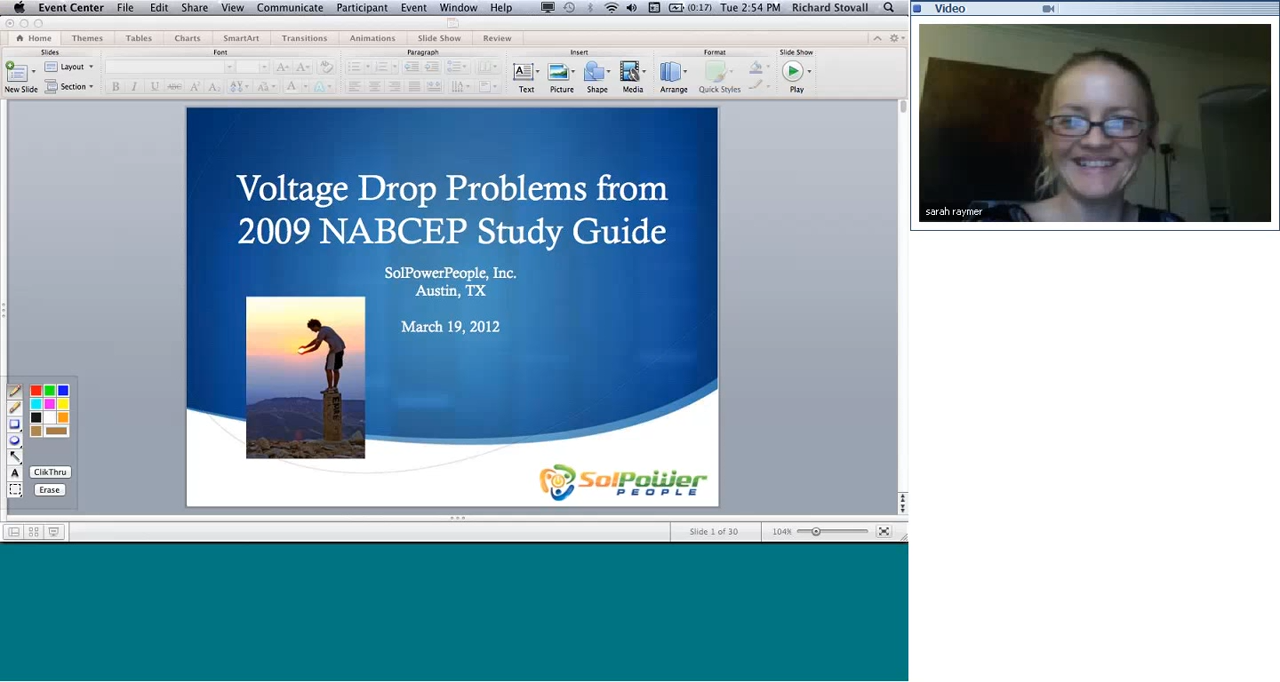 Event Center File Edit Share View Communicate Participant Event Window Help (0:17) Tue 2:54 PM Richard Stovall
Home Themes Tables Charts SmartArt Transitions Animations Slide Show Review
Slides Font Paragraph Insert Format Slide Show
New Slide Layout Section
B I U ABC
Text Picture Shape Media Arrange Quick Styles Play
Voltage Drop Problems from
2009 NABCEP Study Guide
SolPowerPeople, Inc.
Austin, TX
March 19, 2012
SolPower
PEOPLE
ClikThru
Erase
Slide 1 of 30 104%
Video
sarah raymer